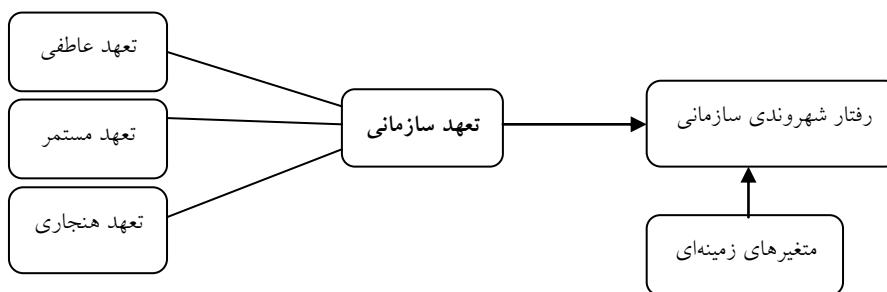 تعهد عاطفی
تعهد مستمر
تعهد هنجاری
تعهد سازمانی
رفتار شهروندی سازمانی
متغیرهای زمینه‌ای